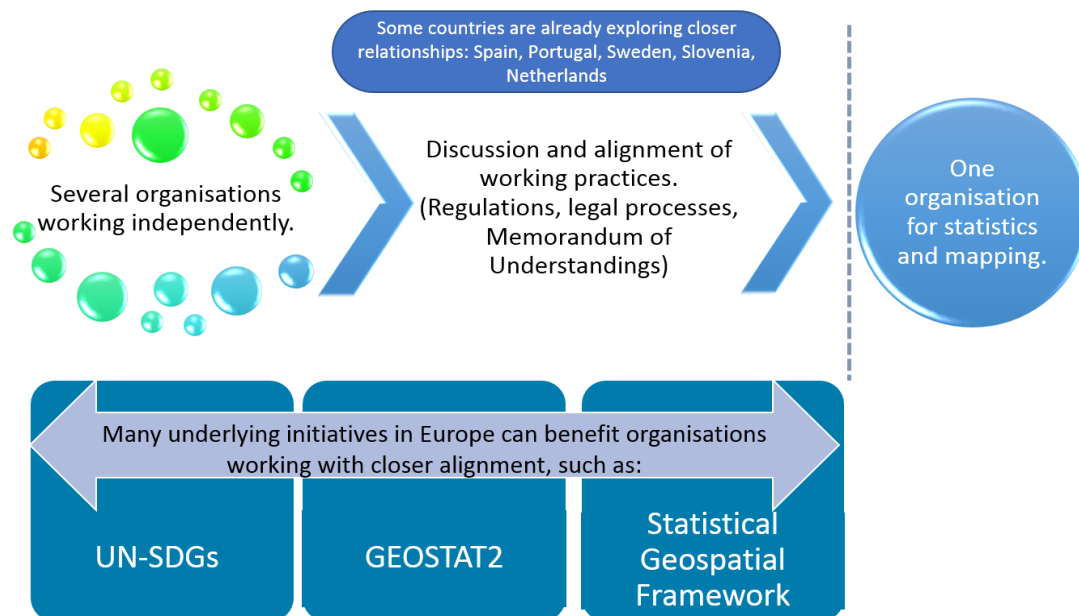 Some countries are already exploring closer
relationships: Spain, Portugal, Sweden, Slovenia,
Netherlands
Several organisations
working independently.
Discussion and alignment of
working practices.
(Regulations, legal processes,
Memorandum of
Understandings)
One
organisation
for statistics
and mapping.
Many underlying initiatives in Europe can benefit organisations
working with closer alignment, such as:
UN-SDGs
GEOSTAT2
Statistical
Geospatial
Framework